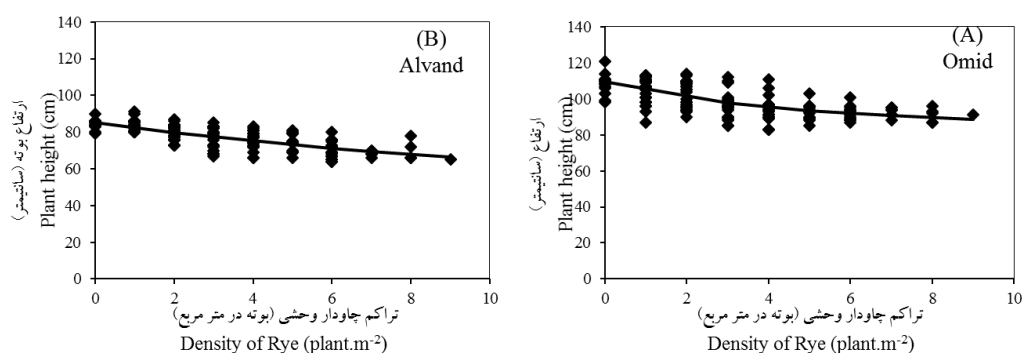 140
120
100
80
60
40
20
0
0 2 4 6 8 10
(B)
Alvand
ارتفاع بوته (سانتیمتر)
Plant height (cm)
تراکم چاودار وحشی (بوته در متر مربع)
Density of Rye (plant.m-2)
140
120
100
80
60
40
20
0
0 2 4 6 8 10
(A)
Omid
ارتفاع (سانتیمتر)
Plant height (cm)
تراکم چاودار وحشی (بوته در متر مربع)
Density of Rye (plant.m-2)